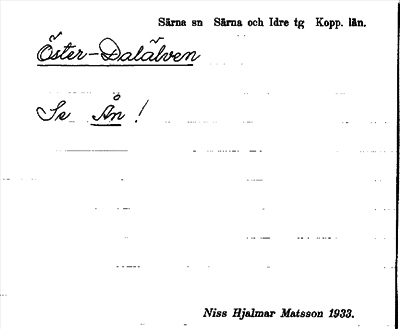 Särna sn Särna och Idre tg Kopp. län.
Öster-Dalälven
Se Ån!
Niss Hjalmar Matsson 1933.